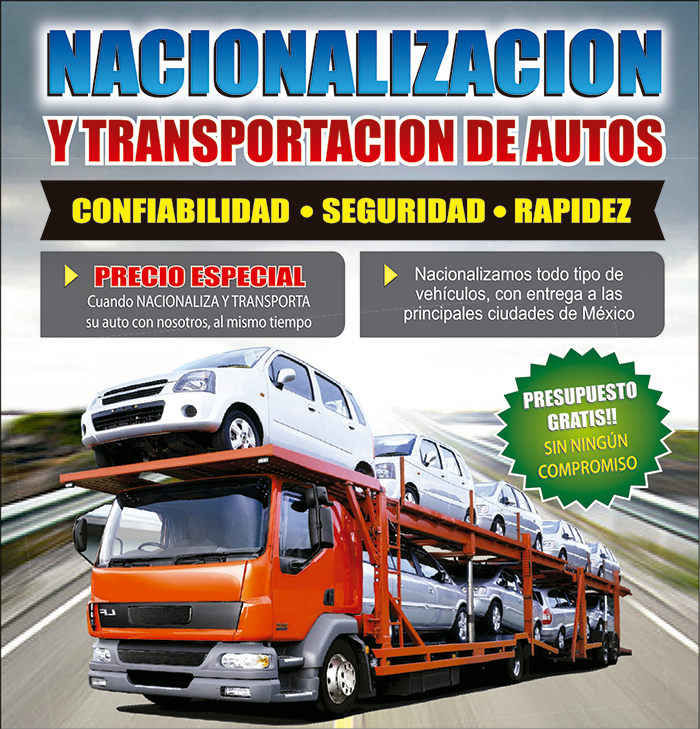 NACIONALIZACION
Y TRANSPORTACION DE AUTOS
CONFIABILIDAD • SEGURIDAD • RAPIDEZ
PRECIO ESPECIAL
Cuando NACIONALIZA Y TRANSPORTA
su auto con nosotros, al mismo tiempo
Nacionalizamos todo tipo de
vehículos, con entrega a las
principales ciudades de México
PRESUPUESTO
GRATIS!!
SIN NINGÚN
COMPROMISO